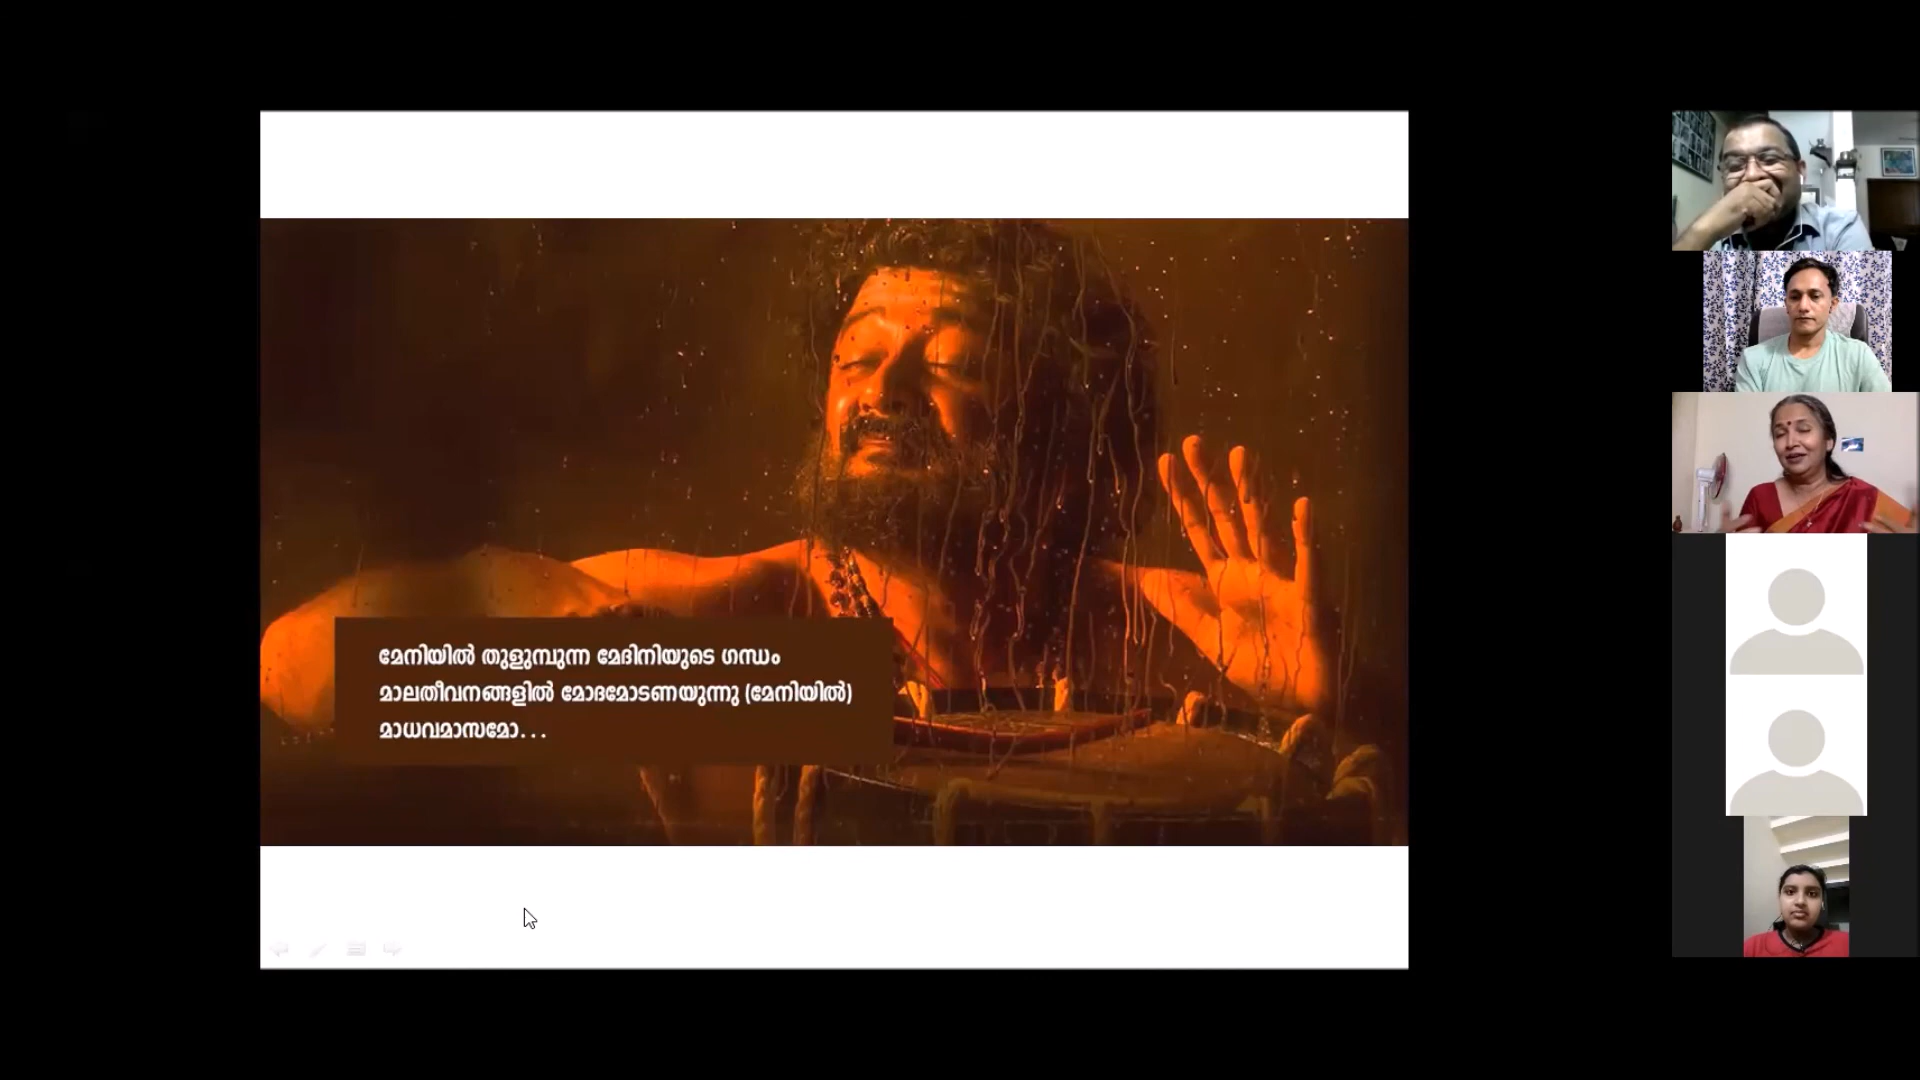 മേനിയിൽ തുളുമ്പുന്ന മേദിനിയുടെ ഗന്ധം
മാലതീവനങ്ങളിൽ മോദമോടണയുന്നു (മേനിയിൽ)
മാധവമാസമോ...